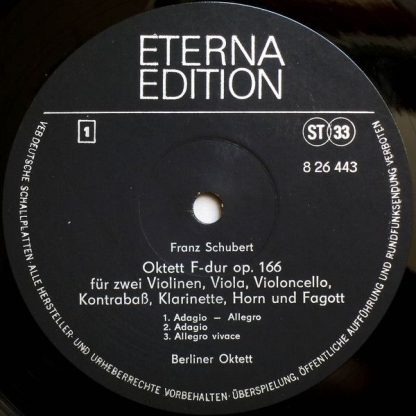 ETERNA
EDITION
1
ST 33
8 26 443
Franz Schubert
Oktett F-dur op. 166
für zwei Violinen, Viola, Violoncello,
Kontrabaß, Klarinette, Horn und Fagott
1. Adagio — Allegro
2. Adagio
3. Allegro vivace
Berliner Oktett
VEB DEUTSCHE SCHALLPLATTEN · ALLE HERSTELLER- UND URHEBERRECHTE VORBEHALTEN · ÜBERSPIELUNG, ÖFFENTLICHE AUFFÜHRUNG UND RUNDFUNKSENDUNG VERBOTEN